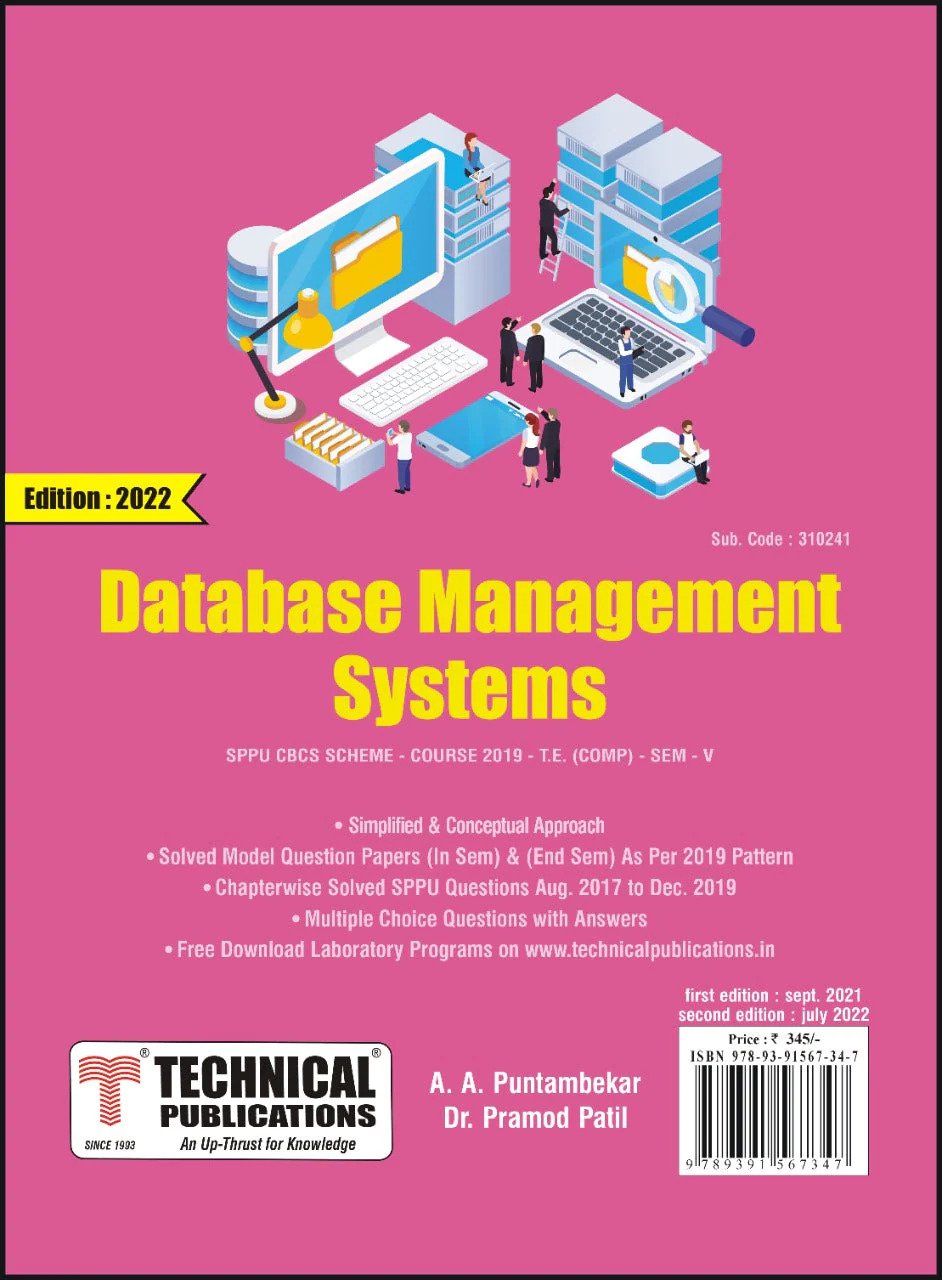 Edition : 2022
Sub. Code : 310241
Database Management
Systems
SPPU CBCS SCHEME - COURSE 2019 - T.E. (COMP) - SEM - V
• Simplified & Conceptual Approach
• Solved Model Question Papers (In Sem) & (End Sem) As Per 2019 Pattern
• Chapterwise Solved SPPU Questions Aug. 2017 to Dec. 2019
• Multiple Choice Questions with Answers
• Free Download Laboratory Programs on www.technicalpublications.in
first edition : sept. 2021
second edition : july 2022
Price : ₹ 345/-
ISBN 978-93-91567-34-7
9 789391 567347
® TECHNICAL®
PUBLICATIONS
SINCE 1993 An Up-Thrust for Knowledge
A. A. Puntambekar
Dr. Pramod Patil